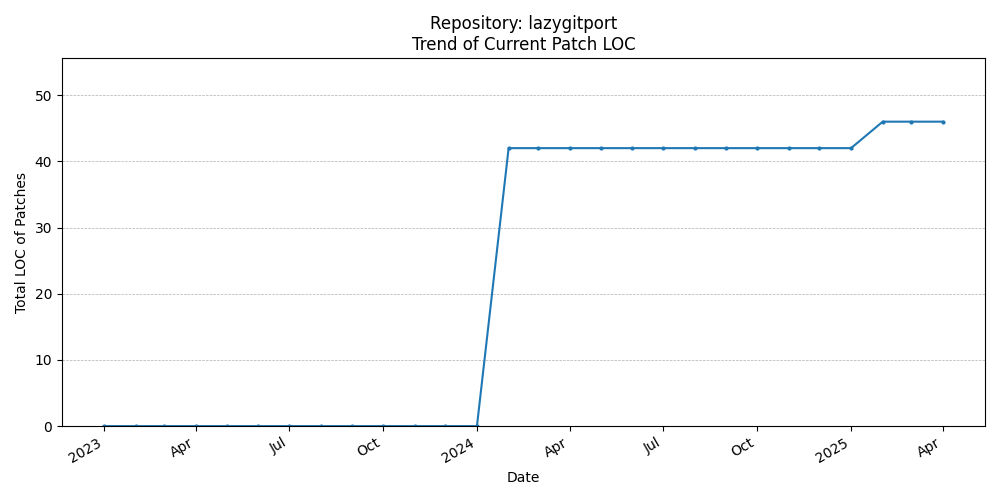 Repository: lazygitport
Trend of Current Patch LOC
Total LOC of Patches
50
40
30
20
10
0
2023
Apr
Jul
Oct
2024
Apr
Jul
Oct
2025
Apr
Date